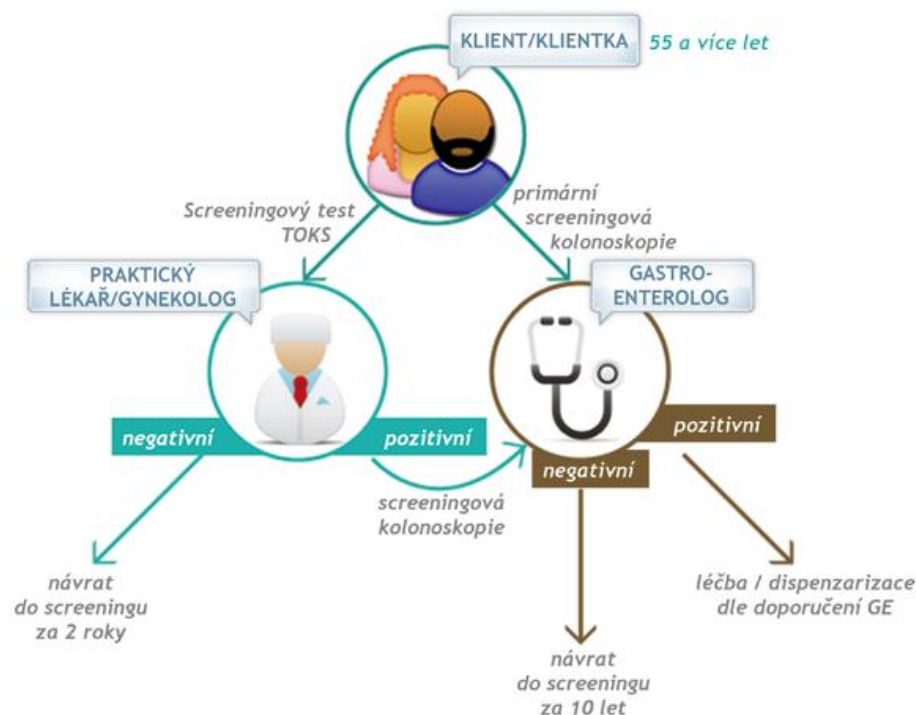 KLIENT/KLIENTKA
55 a více let
Screeningový test
TOKS
primární
screeningová
kolonoskopie
PRAKTICKÝ
LÉKAŘ/GYNEKOLOG
GASTRO-
ENTEROLOG
negativní
pozitivní
negativní
pozitivní
screeningová
kolonoskopie
návrat
do screeningu
za 2 roky
léčba / dispenzarizace
dle doporučení GE
návrat
do screeningu
za 10 let